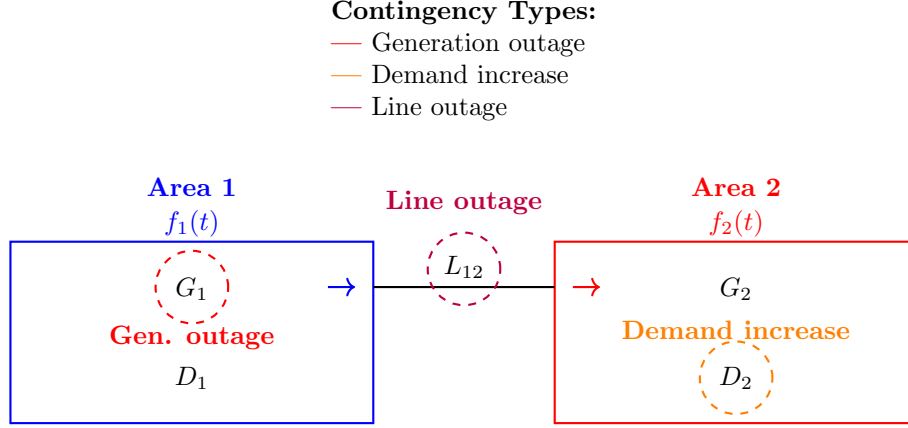 Contingency Types:
Generation outage
Demand increase
Line outage
Area 1
f₁(t)
Line outage
Area 2
f₂(t)
G₁
L₁₂
G₂
Gen. outage
Demand increase
D₁
D₂